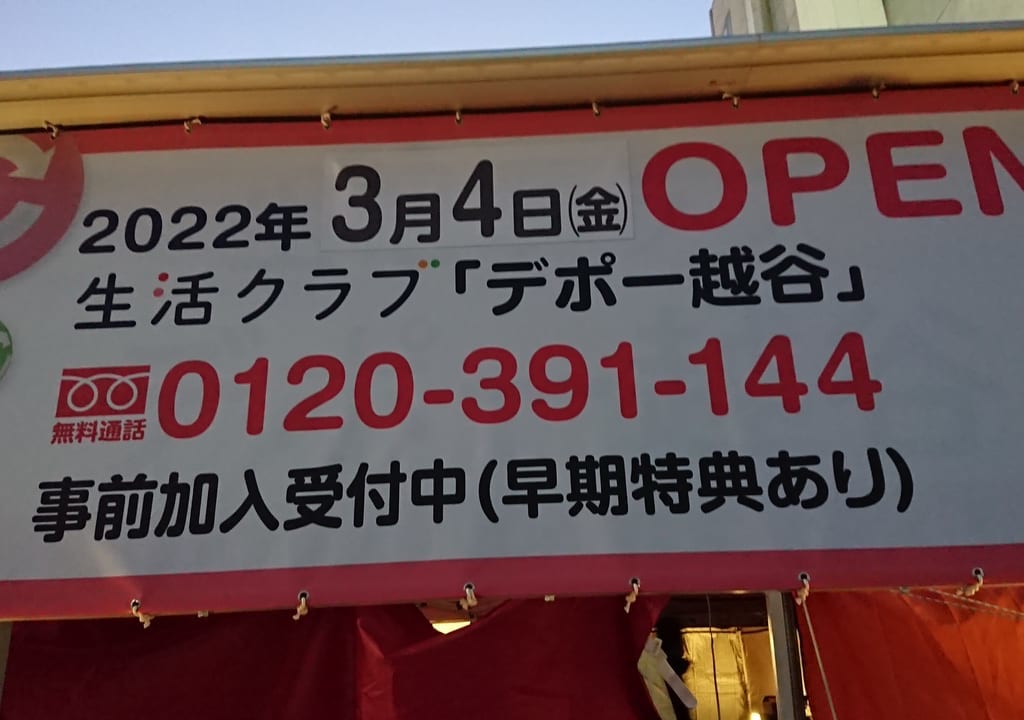 2022年3月4日(金)OPEN
生活クラブ「デポー越谷」
無料通話 0120-391-144
事前加入受付中(早期特典あり)